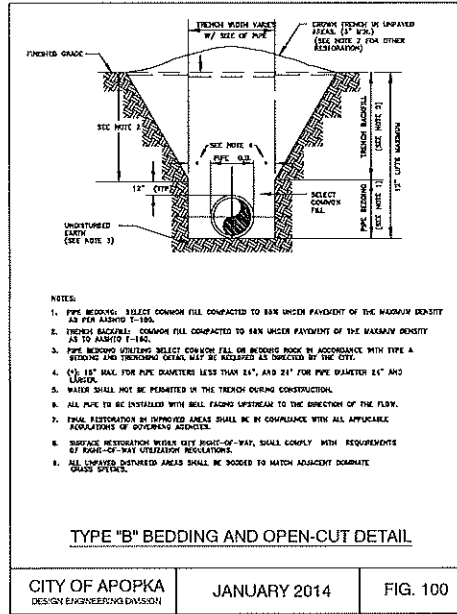 TRENCH WIDTH VARIES
W/ SIZE OF PIPE
CROWN TRENCH IN UNPAVED
AREAS. (3" MIN.)
(SEE NOTE 7 FOR OTHER
RESTORATION)
FINISHED GRADE
SEE NOTE 2
SEE NOTE 4
PIPE O.D.
12" (TYP.)
SELECT
COMMON
FILL
UNDISTURBED
EARTH
(SEE NOTE 3)
TRENCH BACKFILL
(SEE NOTE 2)
PIPE BEDDING
(SEE NOTE 1)
MAXIMUM
NOTES:
1. PIPE BEDDING: SELECT COMMON FILL COMPACTED TO 98% UNDER PAVEMENT OF THE MAXIMUM DENSITY
AS PER AASHTO T-180.
2. TRENCH BACKFILL: COMMON FILL COMPACTED TO 98% UNDER PAVEMENT OF THE MAXIMUM DENSITY
AS TO AASHTO T-180.
3. PIPE BEDDING UTILIZING SELECT COMMON FILL OR BEDDING ROCK IN ACCORDANCE WITH TYPE A
BEDDING AND TRENCHING DETAIL MAY BE REQUIRED AS DIRECTED BY THE CITY.
4. (*): 15" MAX. FOR PIPE DIAMETERS LESS THAN 24", AND 24" FOR PIPE DIAMETER 24" AND
LARGER.
5. WATER SHALL NOT BE PERMITTED IN THE TRENCH DURING CONSTRUCTION.
6. ALL PIPE TO BE INSTALLED WITH BELL FACING UPSTREAM TO THE DIRECTION OF THE FLOW.
7. FINAL RESTORATION IN IMPROVED AREAS SHALL BE IN COMPLIANCE WITH ALL APPLICABLE
REGULATIONS OF GOVERNING AGENCIES.
8. SURFACE RESTORATION WITHIN CITY RIGHT-OF-WAY, SHALL COMPLY WITH REQUIREMENTS
OF RIGHT-OF-WAY UTILIZATION REGULATIONS.
9. ALL UNPAVED DISTURBED AREAS SHALL BE SODDED TO MATCH ADJACENT DOMINATE
GRASS SPECIES.
TYPE "B" BEDDING AND OPEN-CUT DETAIL
CITY OF APOPKA
DESIGN ENGINEERING DIVISION
JANUARY 2014
FIG. 100